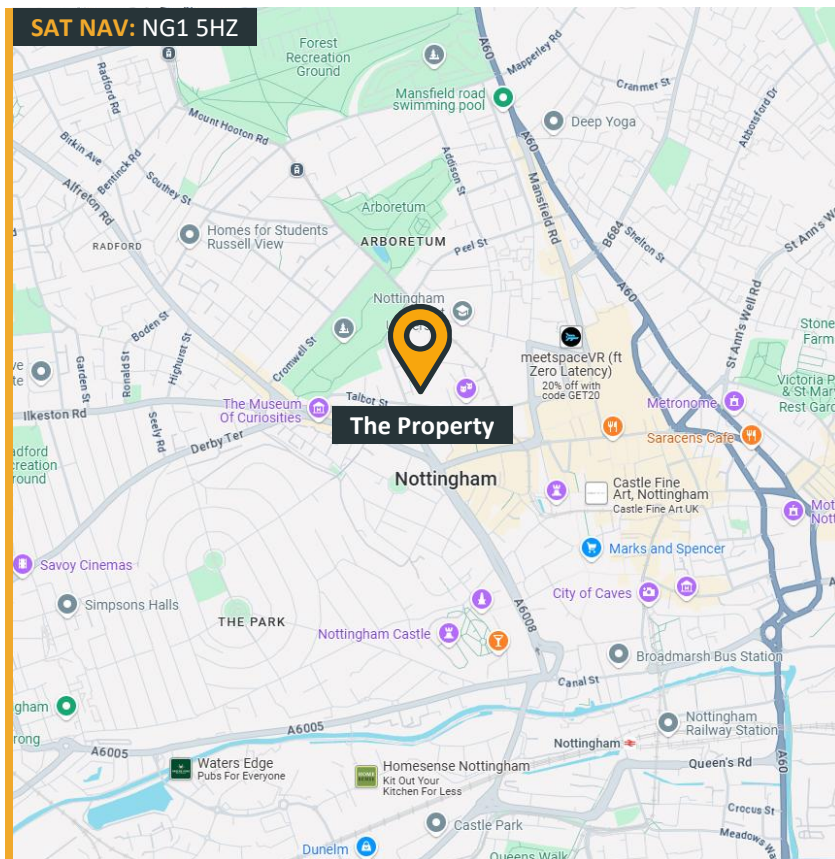 SAT NAV: NG1 5HZ
Forest
Recreation
Ground
Radford Rd
Mansfield road
swimming pool
A60
Mapperley Rd
Cranmer St
Abbotsford Dr
Mount Hooton Rd
Deep Yoga
Birkin Ave
Bentinck Rd
Southey St
Addison St
A60
Alfreton Rd
Mansfield Rd
Arboretum
Homes for Students
Russell View
RADFORD
ARBORETUM
Peel St
B684
Shelton St
St Ann's W
A60
St Ann's Well Rd
Nottingham
Boden St
Stone
Farm
Highurst St
Cromwell St
meetspaceVR (ft
Zero Latency)
20% off with
code GET20
Ronald St
Garden St
Victoria P
& St Mar
Rest Gard
The Museum
Of Curiosities
Talbot St
Metronome
Ilkeston Rd
Seely Rd
Derby Ter
The Property
Saracens Cafe
Nottingham
Castle Fine
Art, Nottingham
Castle Fine Art UK
Mot
Nott
Marks and Spencer
Savoy Cinemas
City of Caves
Simpsons Halls
THE PARK
Nottingham Castle
A6008
Broadmarsh Bus Station
Canal St
gham
rong
A6005
A6005
Nottingham
Nottingham
Railway Station
Waters Edge
Pubs For Everyone
Homesense Nottingham
Kit Out Your
Kitchen For Less
Queen's Rd
A60
Crocus St
Castle Park
Meadows Wa
Dunelm
Queens Walk